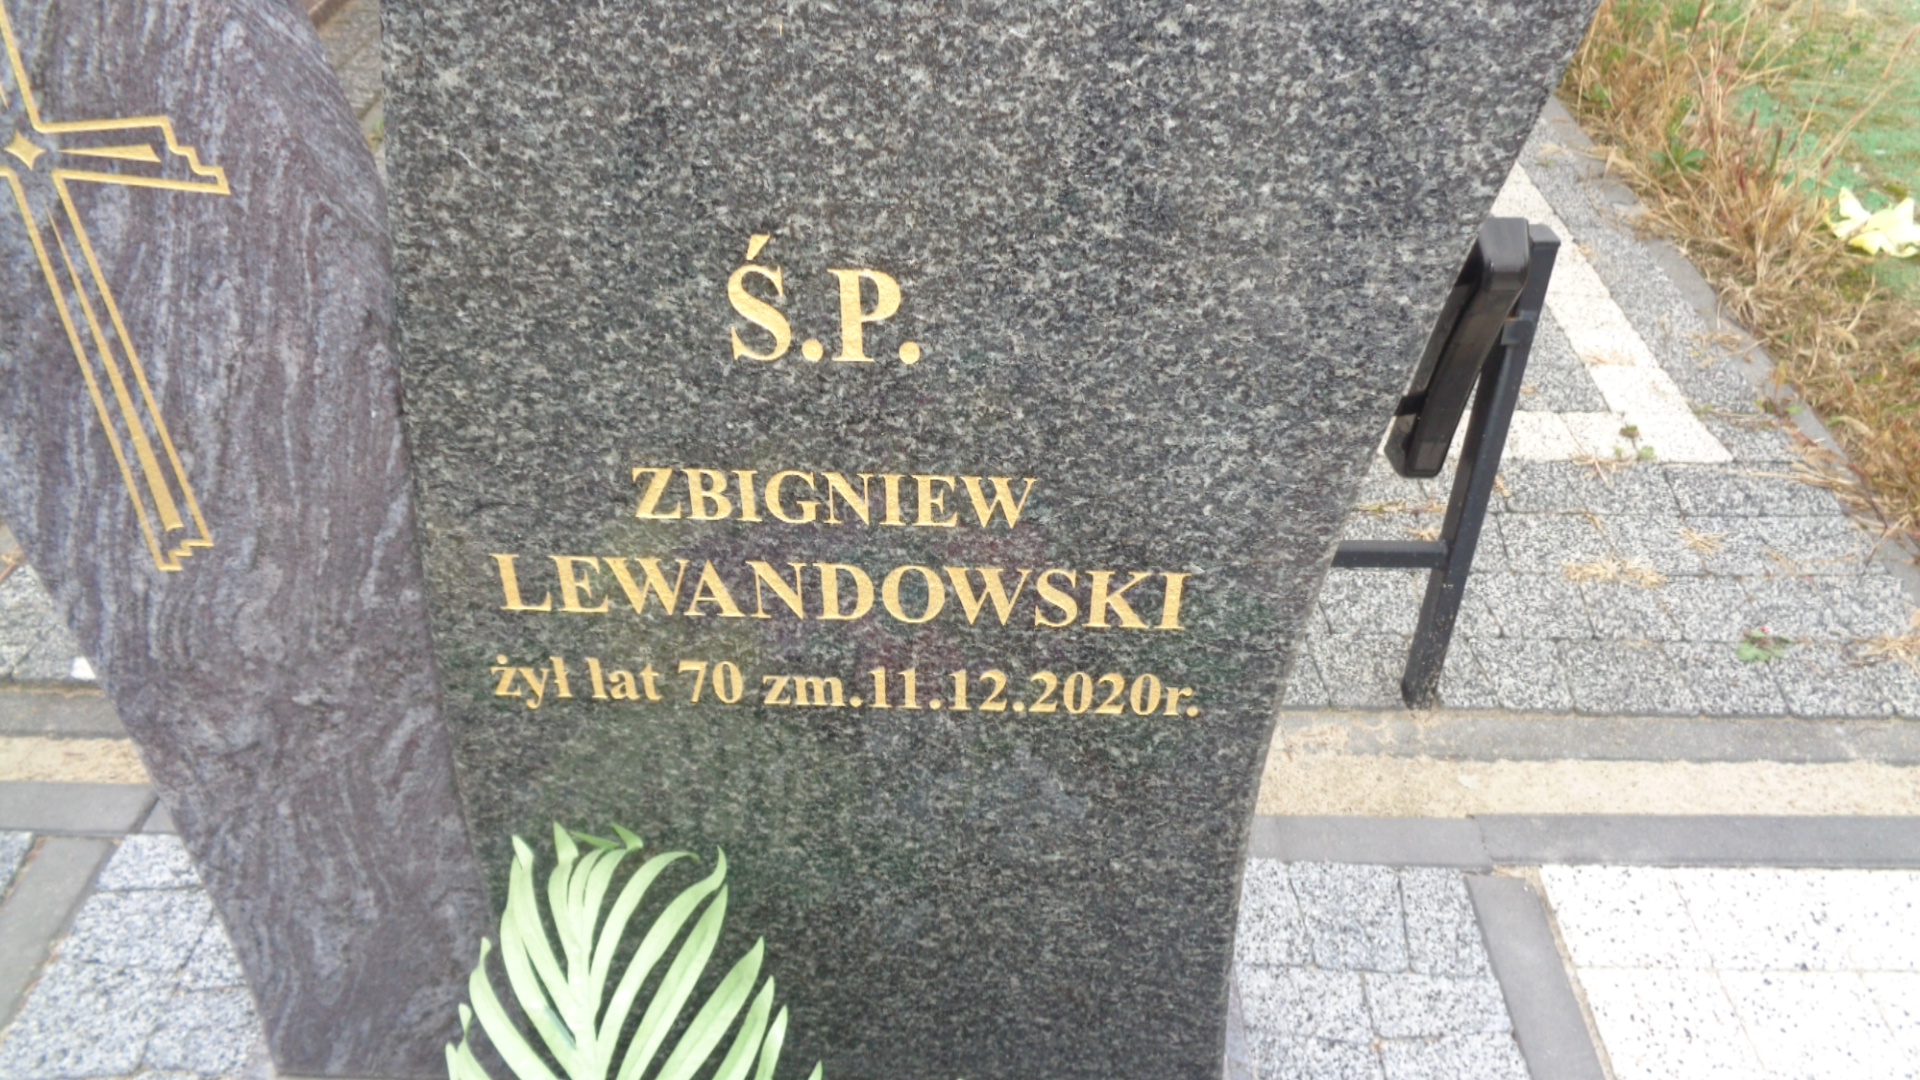 Ś.P.
ZBIGNIEW
LEWANDOWSKI
żył lat 70 zm.11.12.2020r.